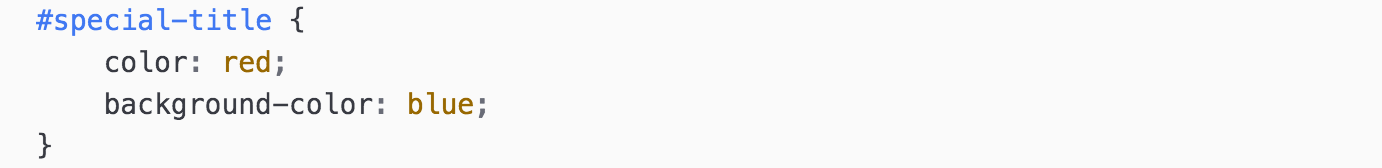 #special-title {
    color: red;
    background-color: blue;
}